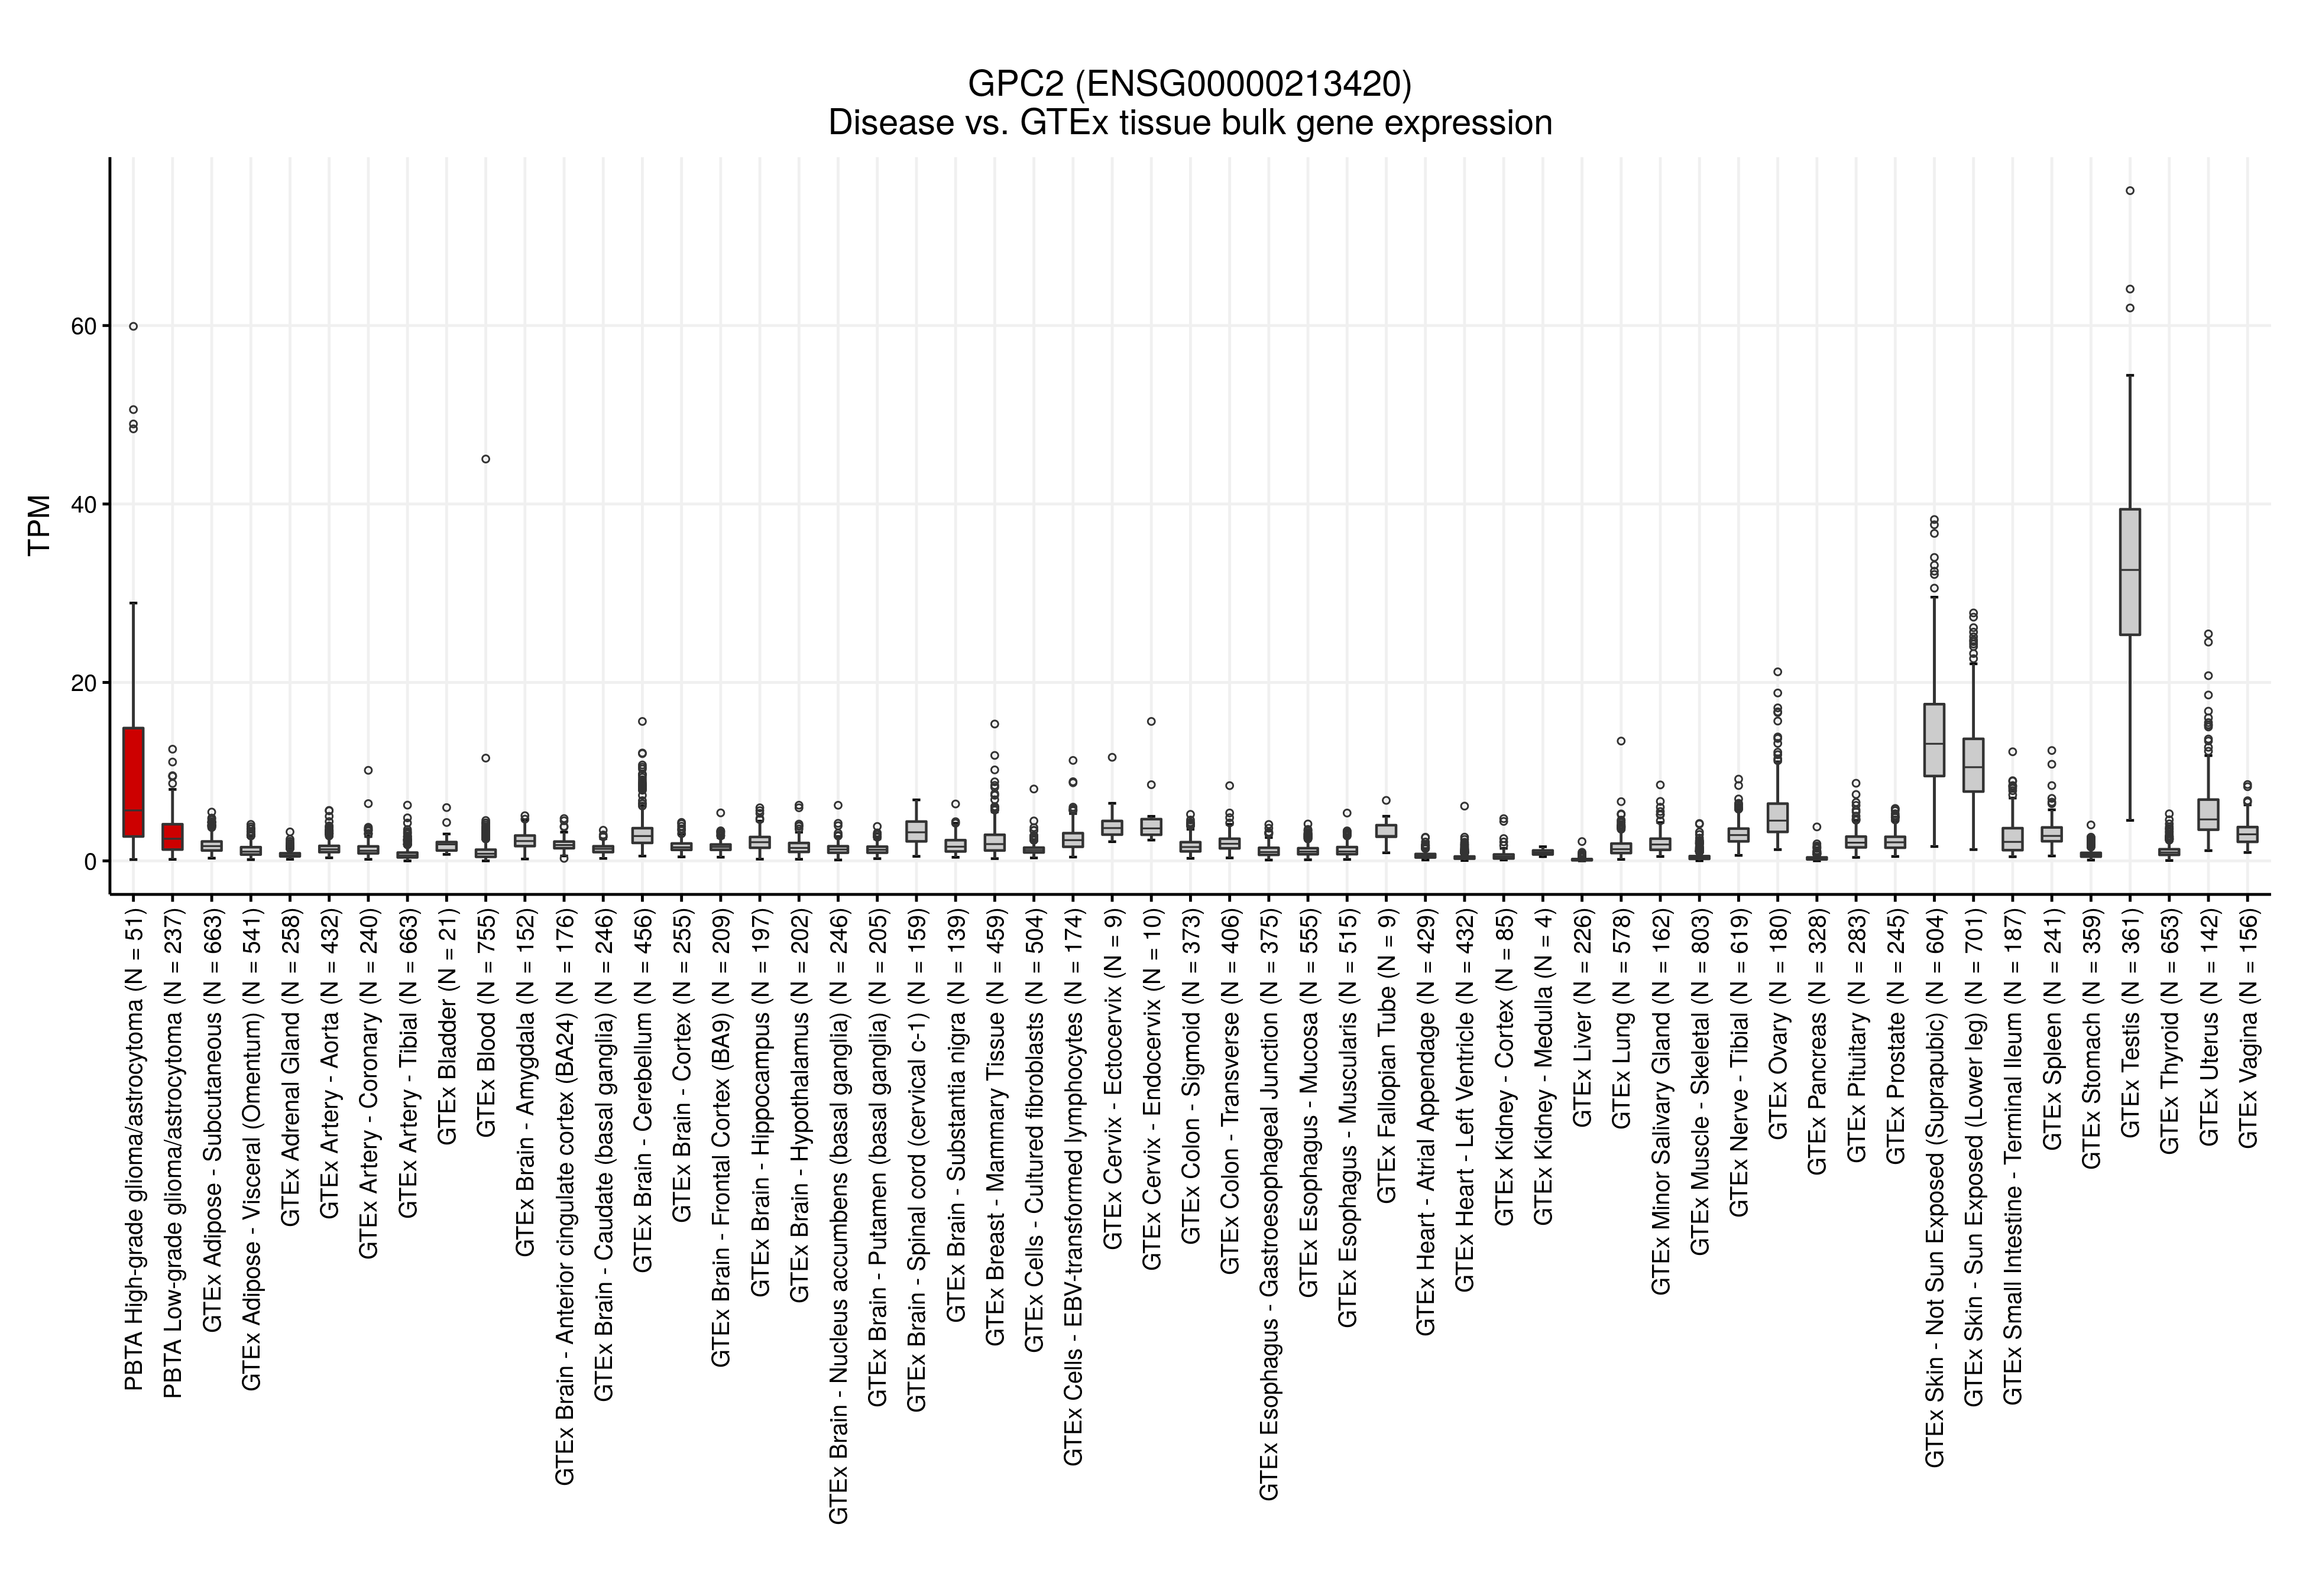 GPC2 (ENSG00000213420)
Disease vs. GTEx tissue bulk gene expression
TPM
60
40
20
0
PBTA High-grade glioma/astrocytoma (N = 51)
PBTA Low-grade glioma/astrocytoma (N = 237)
GTEx Adipose - Subcutaneous (N = 663)
GTEx Adipose - Visceral (Omentum) (N = 541)
GTEx Adrenal Gland (N = 258)
GTEx Artery - Aorta (N = 432)
GTEx Artery - Coronary (N = 240)
GTEx Artery - Tibial (N = 663)
GTEx Bladder (N = 21)
GTEx Blood (N = 755)
GTEx Brain - Amygdala (N = 152)
GTEx Brain - Anterior cingulate cortex (BA24) (N = 176)
GTEx Brain - Caudate (basal ganglia) (N = 246)
GTEx Brain - Cerebellum (N = 456)
GTEx Brain - Cortex (N = 255)
GTEx Brain - Frontal Cortex (BA9) (N = 209)
GTEx Brain - Hippocampus (N = 197)
GTEx Brain - Hypothalamus (N = 202)
GTEx Brain - Nucleus accumbens (basal ganglia) (N = 246)
GTEx Brain - Putamen (basal ganglia) (N = 205)
GTEx Brain - Spinal cord (cervical c-1) (N = 159)
GTEx Brain - Substantia nigra (N = 139)
GTEx Breast - Mammary Tissue (N = 459)
GTEx Cells - Cultured fibroblasts (N = 504)
GTEx Cells - EBV-transformed lymphocytes (N = 174)
GTEx Cervix - Ectocervix (N = 9)
GTEx Cervix - Endocervix (N = 10)
GTEx Colon - Sigmoid (N = 373)
GTEx Colon - Transverse (N = 406)
GTEx Esophagus - Gastroesophageal Junction (N = 375)
GTEx Esophagus - Mucosa (N = 555)
GTEx Esophagus - Muscularis (N = 515)
GTEx Fallopian Tube (N = 9)
GTEx Heart - Atrial Appendage (N = 429)
GTEx Heart - Left Ventricle (N = 432)
GTEx Kidney - Cortex (N = 85)
GTEx Kidney - Medulla (N = 4)
GTEx Liver (N = 226)
GTEx Lung (N = 578)
GTEx Minor Salivary Gland (N = 162)
GTEx Muscle - Skeletal (N = 803)
GTEx Nerve - Tibial (N = 619)
GTEx Ovary (N = 180)
GTEx Pancreas (N = 328)
GTEx Pituitary (N = 283)
GTEx Prostate (N = 245)
GTEx Skin - Not Sun Exposed (Suprapubic) (N = 604)
GTEx Skin - Sun Exposed (Lower leg) (N = 701)
GTEx Small Intestine - Terminal Ileum (N = 187)
GTEx Spleen (N = 241)
GTEx Stomach (N = 359)
GTEx Testis (N = 361)
GTEx Thyroid (N = 653)
GTEx Uterus (N = 142)
GTEx Vagina (N = 156)